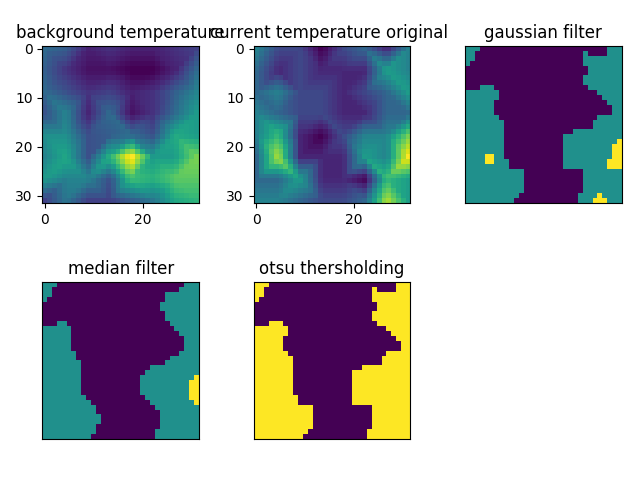 background temperature
current temperature original
gaussian filter
0
10
20
30
0
20
0
10
20
30
0
20
median filter
otsu thersholding